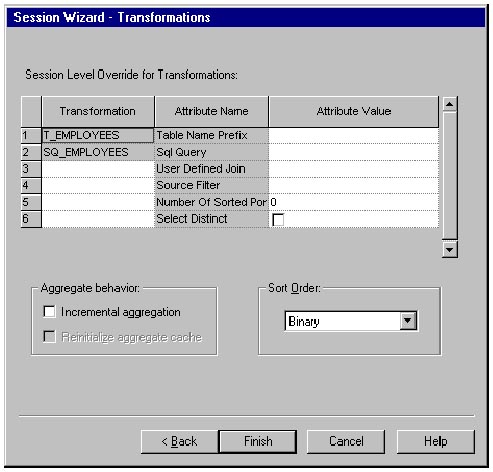 Session Wizard - Transformations
Session Level Override for Transformations:
Transformation Attribute Name Attribute Value
1 T_EMPLOYEES Table Name Prefix
2 SQ_EMPLOYEES Sql Query
3 User Defined Join
4 Source Filter
5 Number Of Sorted Por 0
6 Select Distinct
Aggregate behavior: Sort Order:
Incremental aggregation
Binary
Reinitialize aggregate cache
< Back Finish Cancel Help